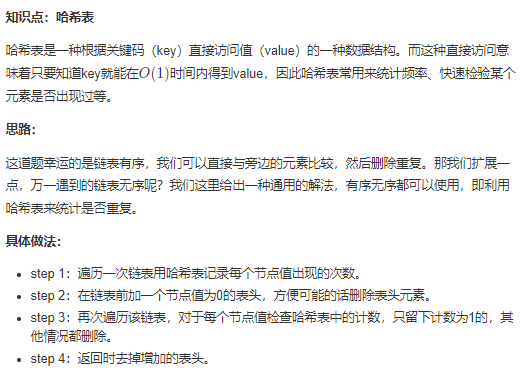 知识点：哈希表
哈希表是一种根据关键码（key）直接访问值（value）的一种数据结构。而这种直接访问意
味着只要知道key就能在O(1)时间内得到value，因此哈希表常用来统计频率、快速检验某个
元素是否出现过等。
思路：
这道题幸运的是链表有序，我们可以直接与旁边的元素比较，然后删除重复。那我们扩展一
点，万一遇到的链表无序呢？我们这里给出一种通用的解法，有序无序都可以使用，即利用
哈希表来统计是否重复。
具体做法：
• step 1：遍历一次链表用哈希表记录每个节点值出现的次数。
• step 2：在链表前加一个节点值为0的表头，方便可能的话删除表头元素。
• step 3：再次遍历该链表，对于每个节点值检查哈希表中的计数，只留下计数为1的，其
他情况都删除。
• step 4：返回时去掉增加的表头。